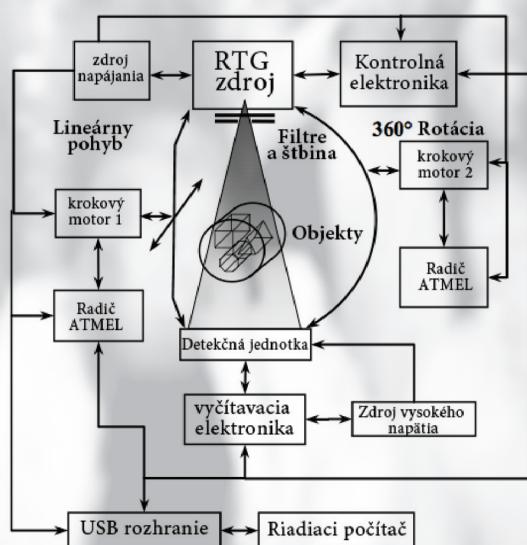 zdroj
napájania
RTG
zdroj
Kontrolná
elektronika
Lineárny
pohyb
Filtre
a štbina
360° Rotácia
krokový
motor 2
krokový
motor 1
Objekty
Radič
ATMEL
Radič
ATMEL
Detekčná jednotka
vyčítavacia
elektronika
Zdroj vysokého
napätia
USB rozhranie
Riadiaci počítač